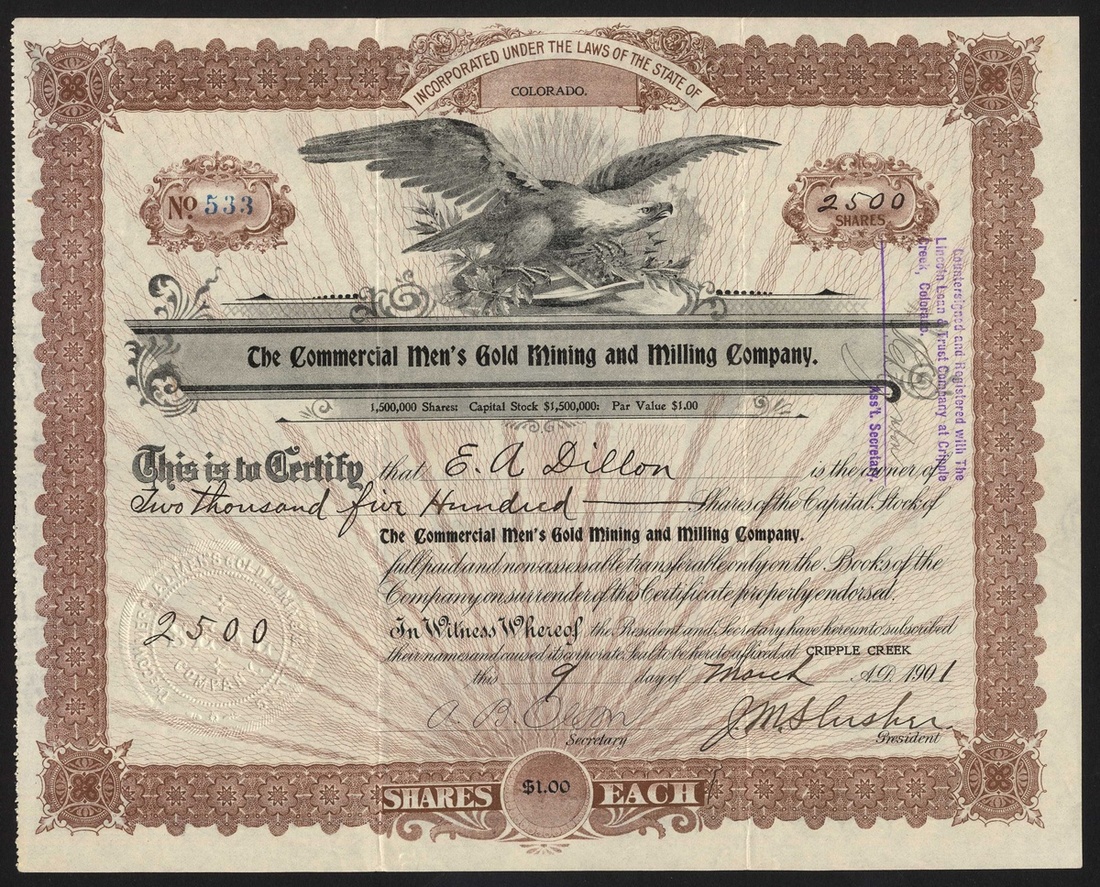 INCORPORATED UNDER THE LAWS OF THE STATE OF
COLORADO.
No. 533
2500
SHARES
The Commercial Men's Gold Mining and Milling Company.
1,500,000 Shares: Capital Stock $1,500,000: Par Value $1.00
This is to Certify that E. A Dillon is the owner of
Two thousand five Hundred Shares of the Capital Stock of
The Commercial Men's Gold Mining and Milling Company.
full paid and non assessable transferable only on the Books of the
Company on surrender of this Certificate properly endorsed.
In Witness Whereof the President and Secretary have hereunto subscribed
their names and caused its corporate Seal to be hereto affixed at CRIPPLE CREEK
this 9 day of March A.D. 1901
A. B. Olson
Secretary
J. M. Slusher
President
2500
COMPANY
SHARES $1.00 EACH
Countersigned and Registered with The
Lincoln Loan & Trust Company at Cripple
Creek, Colorado.
Ass't. Secretary.